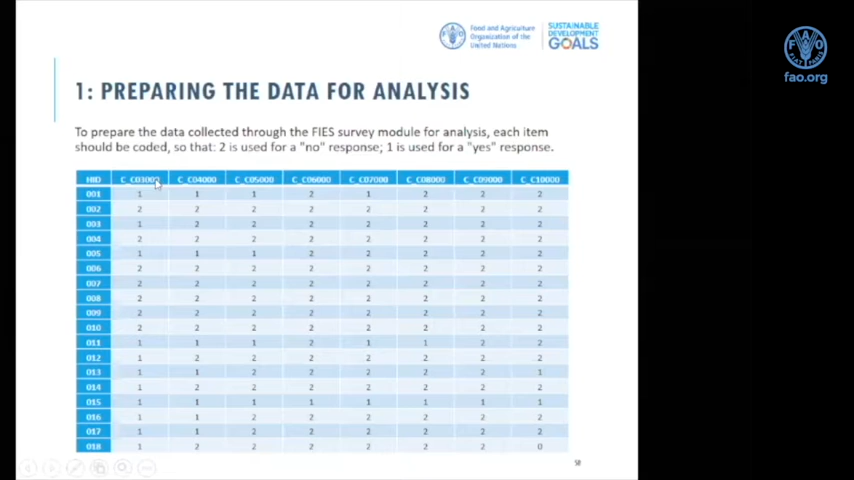 Food and Agriculture
Organization of the
United Nations
SUSTAINABLE
DEVELOPMENT
GOALS
FAO
FIAT PANIS
fao.org
1: PREPARING THE DATA FOR ANALYSIS
To prepare the data collected through the FIES survey module for analysis, each item
should be coded, so that: 2 is used for a "no" response; 1 is used for a "yes" response.
HID C_C03000 C_C04000 C_C05000 C_C06000 C_C07000 C_C08000 C_C09000 C_C10000
001 1 1 1 2 1 2 2 2
002 2 2 2 2 2 2 2 2
003 1 2 2 2 2 2 2 2
004 2 2 2 2 2 2 2 2
005 1 1 1 2 2 2 2 2
006 2 2 2 2 2 2 2 2
007 2 2 2 2 2 2 2 2
008 2 2 2 2 2 2 2 2
009 2 2 2 2 2 2 2 2
010 2 2 2 2 2 2 2 2
011 1 1 1 2 1 1 2 2
012 1 2 2 2 2 2 2 2
013 1 1 2 2 2 2 2 1
014 1 2 2 2 2 2 2 2
015 1 1 1 1 1 1 1 1
016 1 1 2 2 2 2 2 2
017 1 1 2 2 2 2 2 2
018 1 2 2 2 2 2 2 0
58